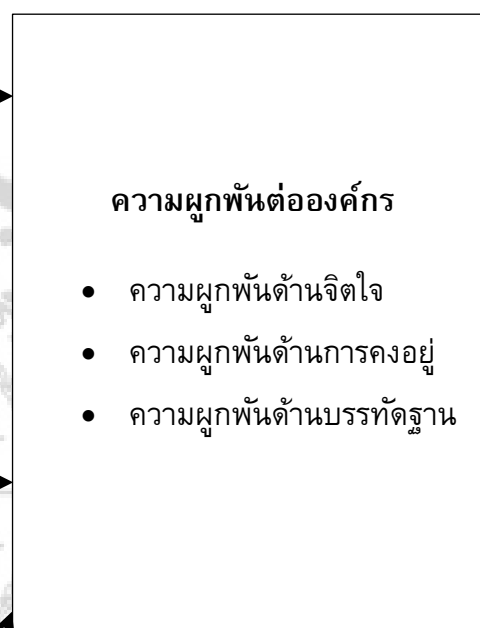 ความผูกพันต่อองค์กร
• ความผูกพันด้านจิตใจ
• ความผูกพันด้านการคงอยู่
• ความผูกพันด้านบรรทัดฐาน